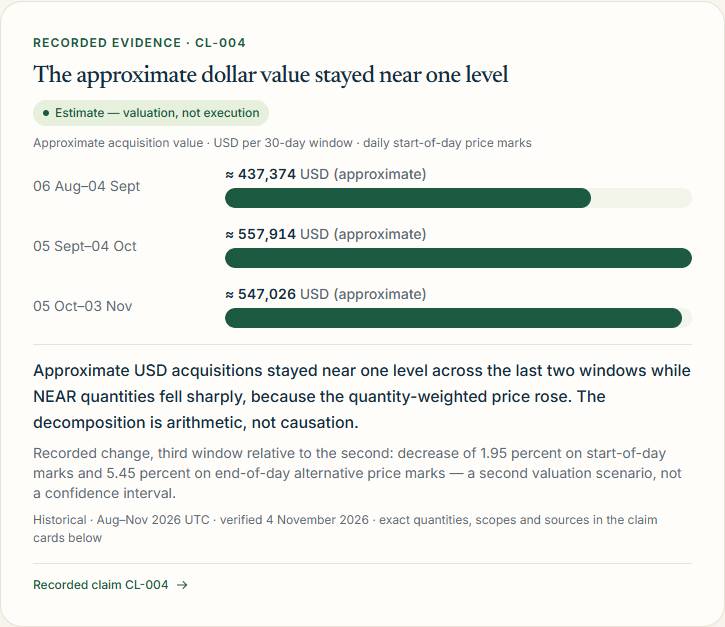 RECORDED EVIDENCE · CL-004
The approximate dollar value stayed near one level
Estimate — valuation, not execution
Approximate acquisition value · USD per 30-day window · daily start-of-day price marks
06 Aug–04 Sept
≈ 437,374 USD (approximate)
05 Sept–04 Oct
≈ 557,914 USD (approximate)
05 Oct–03 Nov
≈ 547,026 USD (approximate)
Approximate USD acquisitions stayed near one level across the last two windows while
NEAR quantities fell sharply, because the quantity-weighted price rose. The
decomposition is arithmetic, not causation.
Recorded change, third window relative to the second: decrease of 1.95 percent on start-of-day
marks and 5.45 percent on end-of-day alternative price marks — a second valuation scenario, not
a confidence interval.
Historical · Aug–Nov 2026 UTC · verified 4 November 2026 · exact quantities, scopes and sources in the claim
cards below
Recorded claim CL-004 →